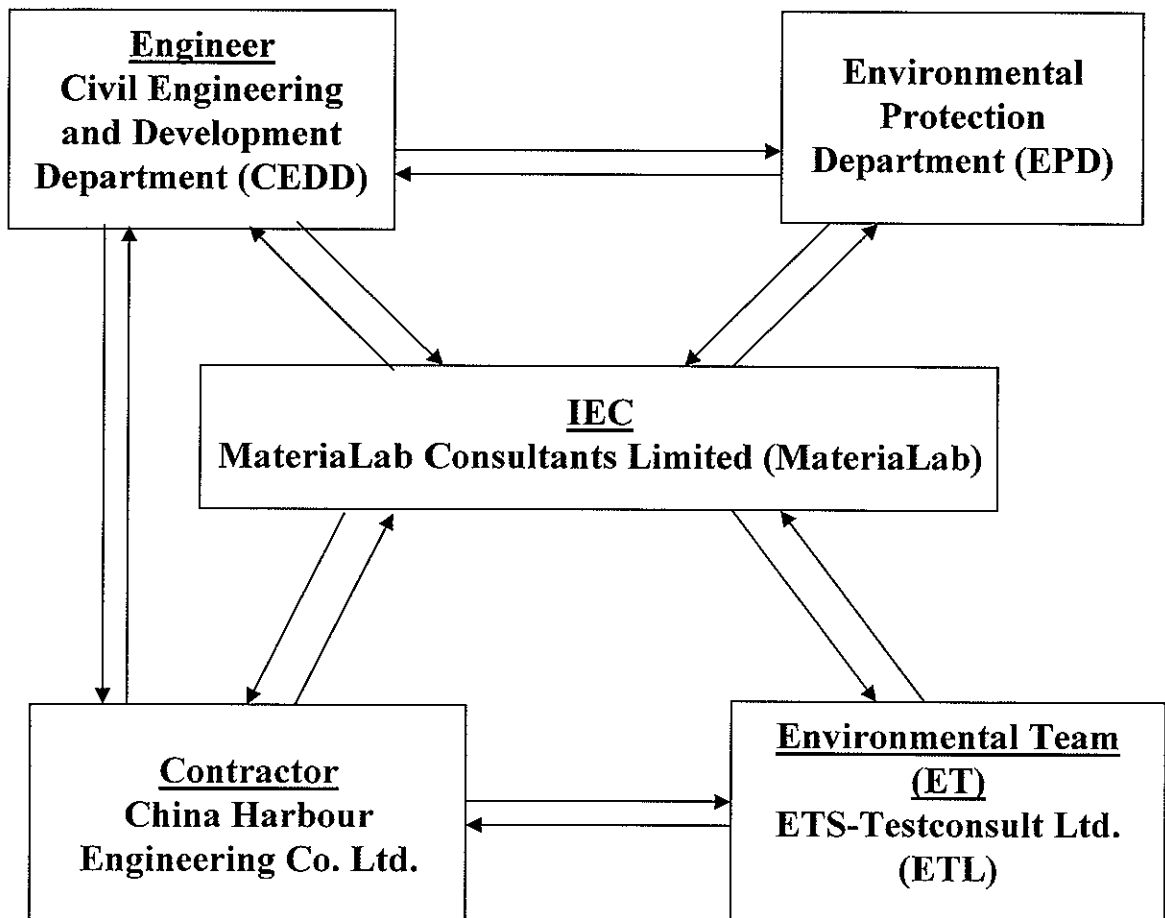 Engineer
Civil Engineering
and Development
Department (CEDD)
Environmental
Protection
Department (EPD)
IEC
MateriaLab Consultants Limited (MateriaLab)
Contractor
China Harbour
Engineering Co. Ltd.
Environmental Team
(ET)
ETS-Testconsult Ltd.
(ETL)